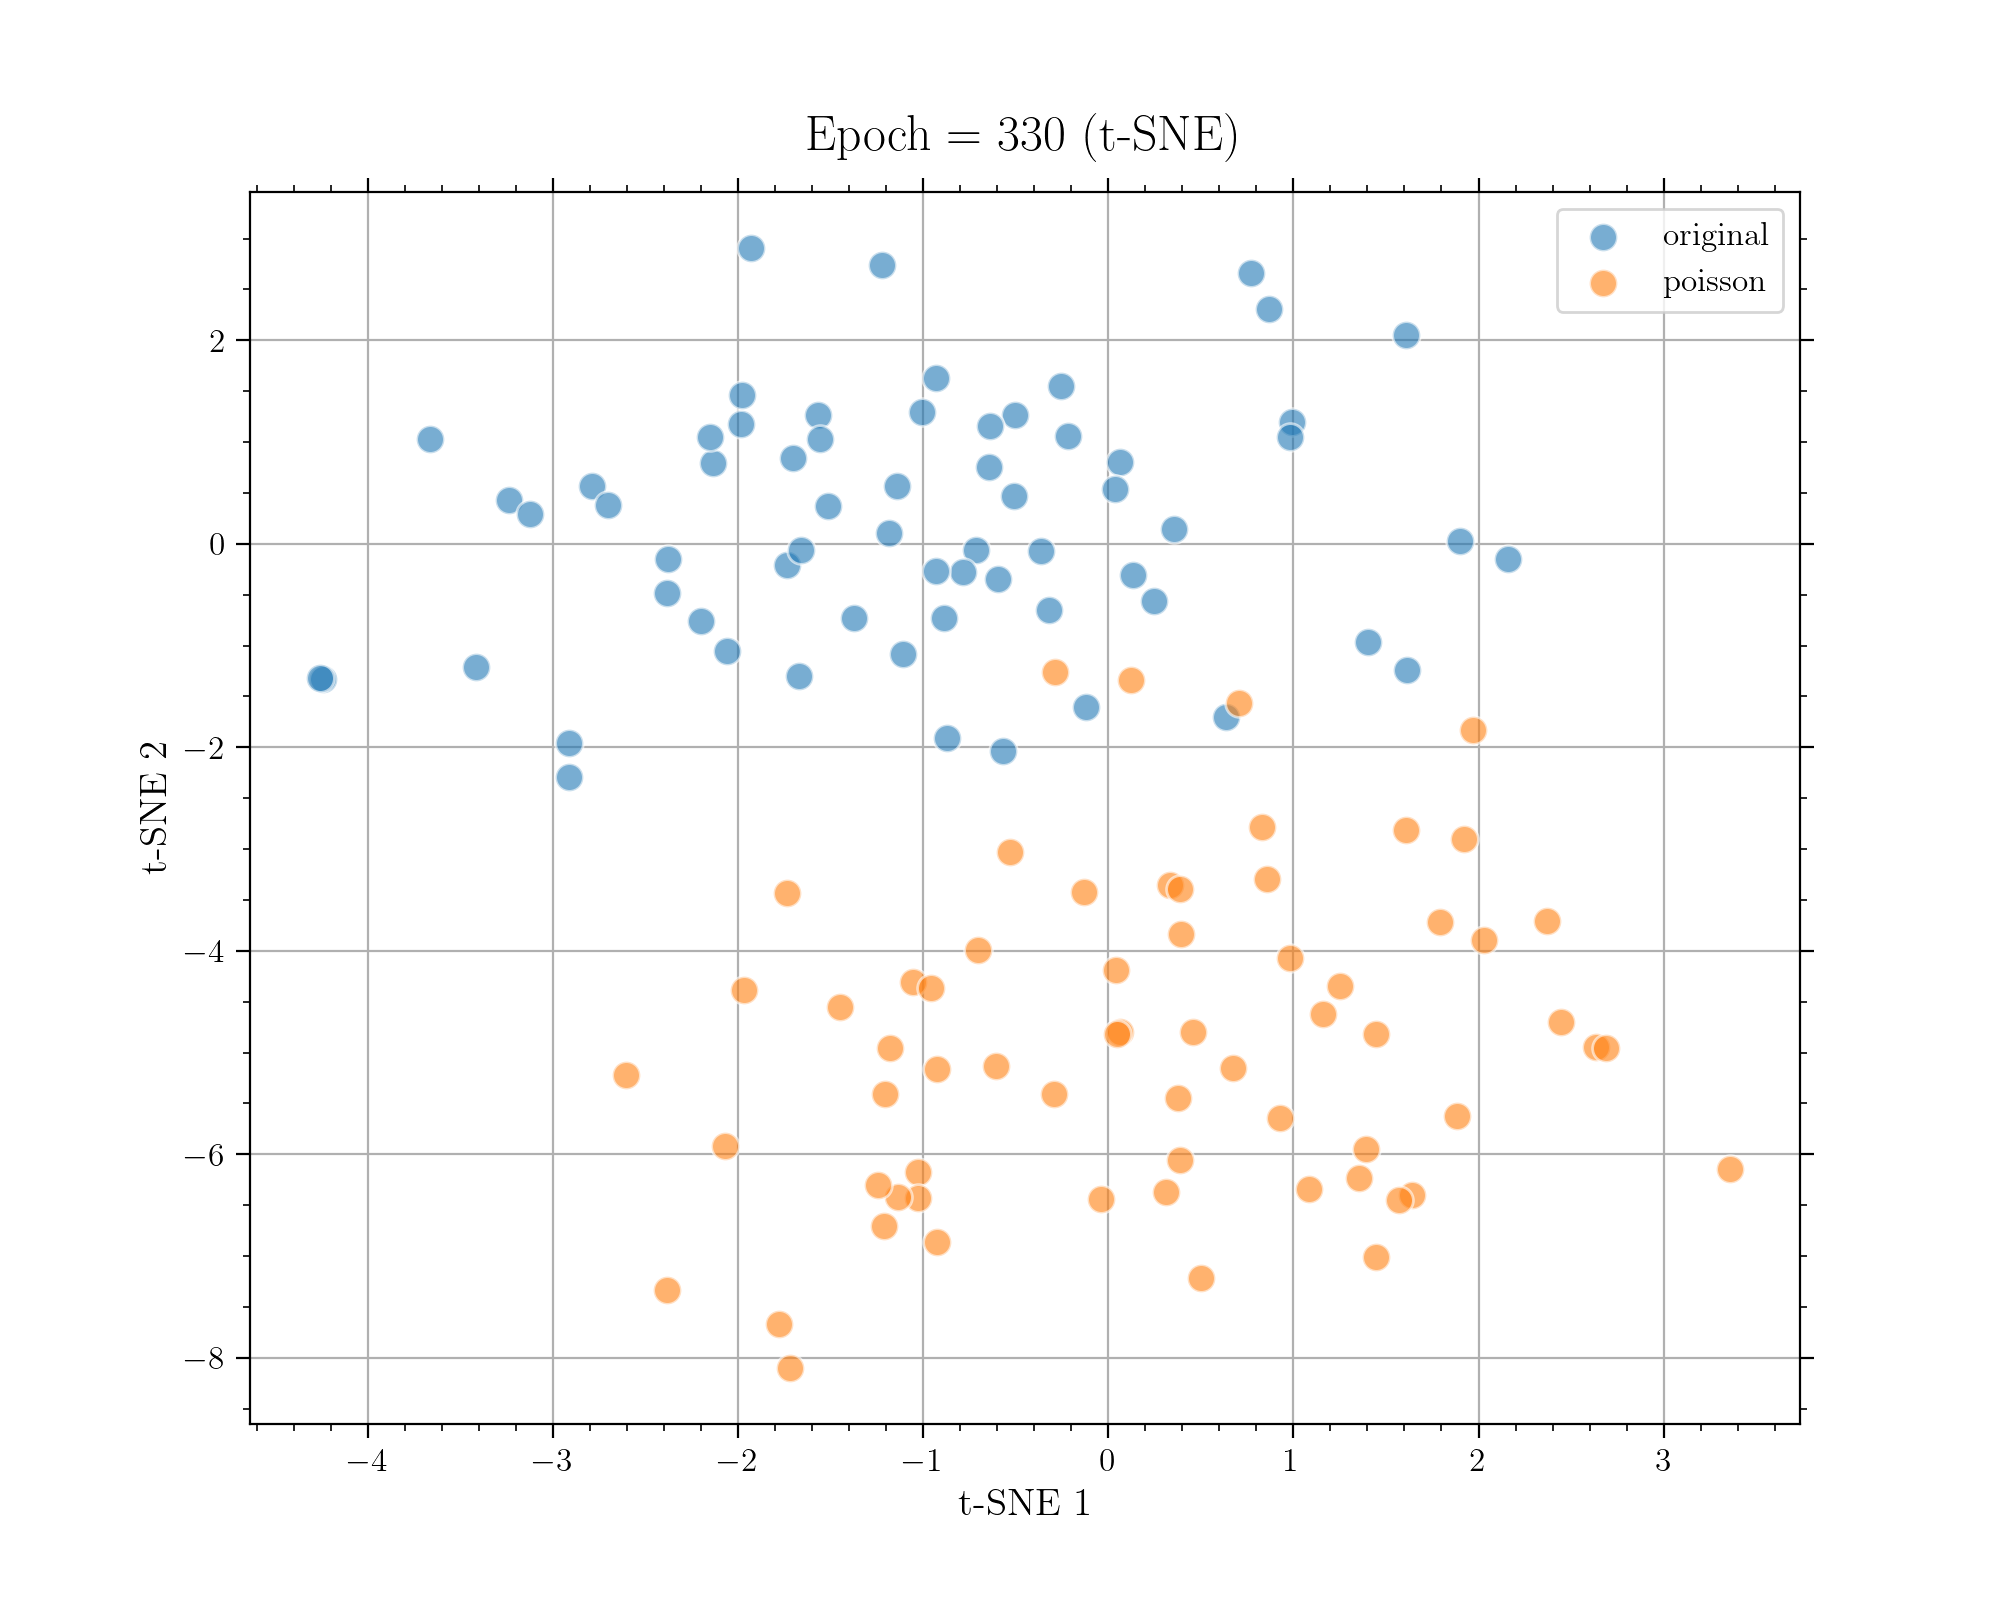 Epoch = 330 (t-SNE)
original
poisson
2
0
−2
−4
−6
−8
t-SNE 2
−4 −3 −2 −1 0 1 2 3
t-SNE 1